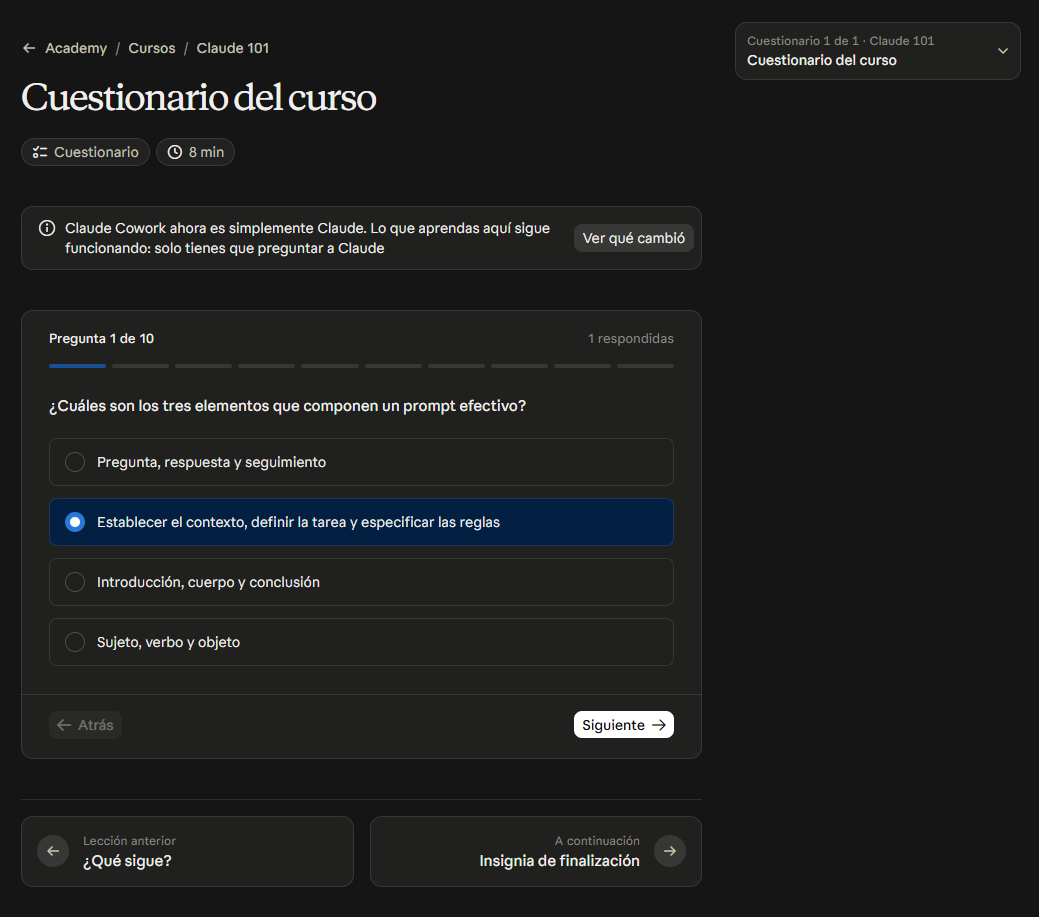 Academy / Cursos / Claude 101
Cuestionario 1 de 1 · Claude 101
Cuestionario del curso
Cuestionario del curso
Cuestionario
8 min
Claude Cowork ahora es simplemente Claude. Lo que aprendas aquí sigue
funcionando: solo tienes que preguntar a Claude
Ver qué cambió
Pregunta 1 de 10
1 respondidas
¿Cuáles son los tres elementos que componen un prompt efectivo?
Pregunta, respuesta y seguimiento
Establecer el contexto, definir la tarea y especificar las reglas
Introducción, cuerpo y conclusión
Sujeto, verbo y objeto
Atrás
Siguiente
Lección anterior
¿Qué sigue?
A continuación
Insignia de finalización